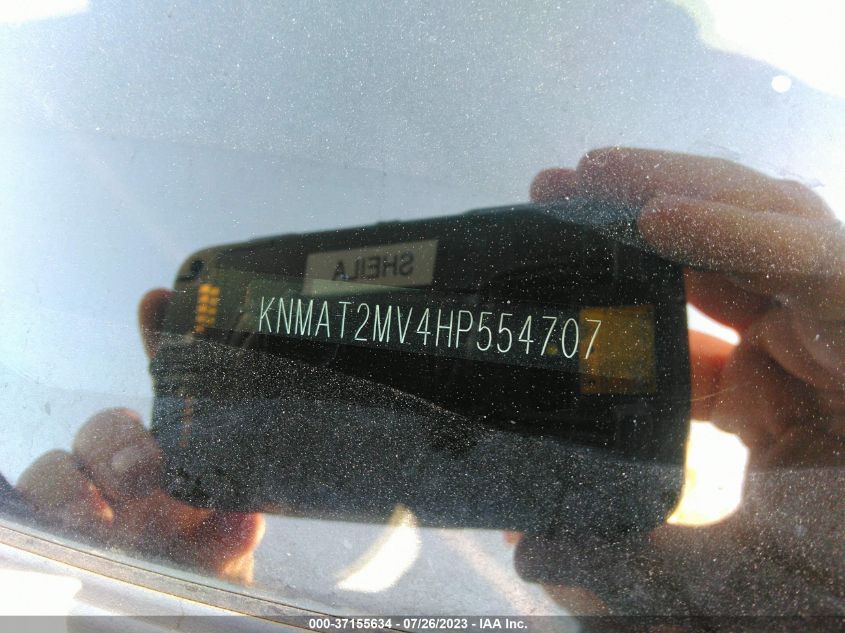 SHEILA
KNMAT2MV4HP554707
000-37155634 - 07/26/2023 - IAA Inc.